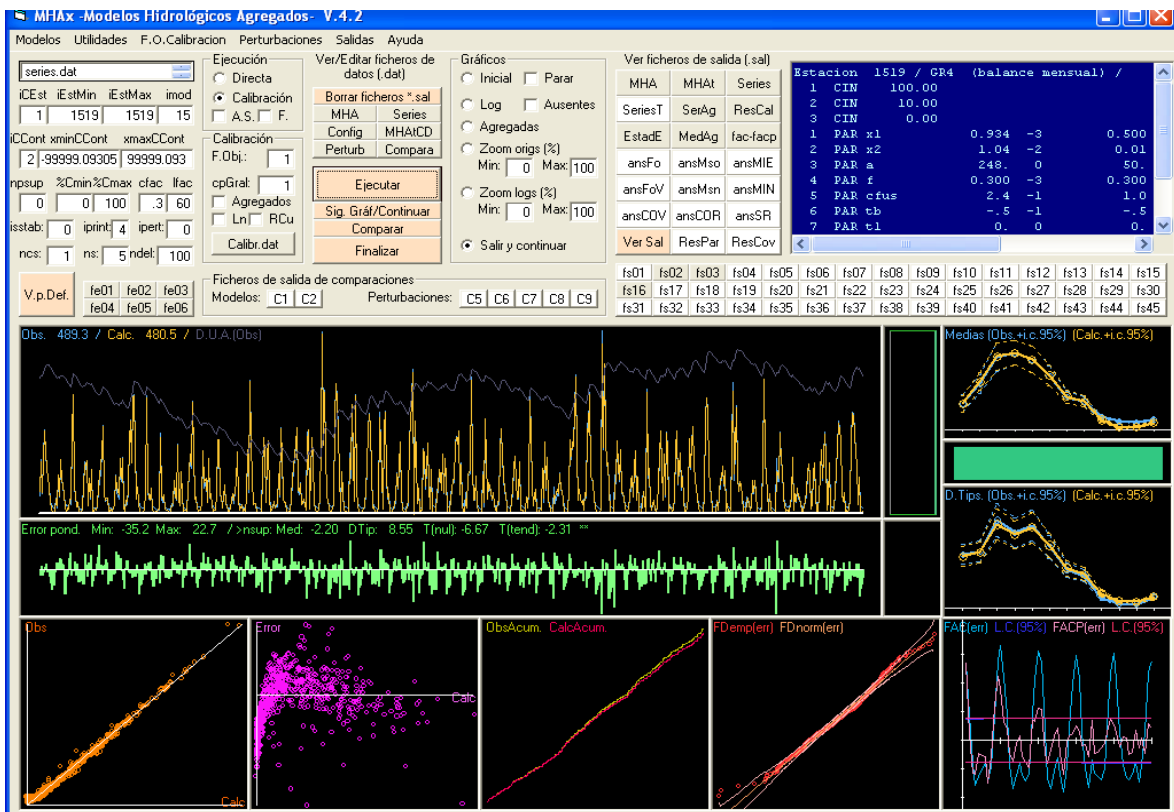 MHAx -Modelos Hidrológicos Agregados- V.4.2
Modelos Utilidades F.O.Calibracion Perturbaciones Salidas Ayuda
series.dat
iCEst iEstMin iEstMax imod
1 1519 1519 15
iCCont xminCCont xmaxCCont
2 -99999.09305 99999.093
npsup %Cmin %Cmax cfac lfac
0 0 100 .3 60
isstab: 0 iprint: 4 ipert: 0
ncs: 1 ns: 5 ndel: 100
V.p.Def.
fe01 fe02 fe03
fe04 fe05 fe06
Ejecución
Directa
Calibración
A.S. F.
Calibración
F.Obj.: 1
cpGral: 1
Agregados
Ln RCu
Calibr.dat
Ver/Editar ficheros de
datos (.dat)
Borrar ficheros *.sal
MHA Series
Config MHAtCD
Perturb Compara
Ejecutar
Sig. Gráf/Continuar
Comparar
Finalizar
Gráficos
Inicial Parar
Log Ausentes
Agregadas
Zoom origs (%)
Min: 0 Max: 100
Zoom logs (%)
Min: 0 Max: 100
Salir y continuar
Ficheros de salida de comparaciones
Modelos: C1 C2 Perturbaciones: C5 C6 C7 C8 C9
Ver ficheros de salida (.sal)
MHA MHAt Series
SeriesT SerAg ResCal
EstadE MedAg fac-facp
ansFo ansMso ansMIE
ansFoV ansMsn ansMIN
ansCOV ansCOR ansSR
Ver Sal ResPar ResCov
Estacion 1519 / GR4 (balance mensual) /
1 CIN 100.00
2 CIN 10.00
3 CIN 0.00
1 PAR x1 0.934 -3 0.500
2 PAR x2 1.04 -2 0.01
3 PAR a 248. 0 50.
4 PAR f 0.300 -3 0.300
5 PAR cfus 2.4 -1 1.0
6 PAR tb -.5 -1 -.5
7 PAR tl 0. 0 0.
fs01 fs02 fs03 fs04 fs05 fs06 fs07 fs08 fs09 fs10 fs11 fs12 fs13 fs14 fs15
fs16 fs17 fs18 fs19 fs20 fs21 fs22 fs23 fs24 fs25 fs26 fs27 fs28 fs29 fs30
fs31 fs32 fs33 fs34 fs35 fs36 fs37 fs38 fs39 fs40 fs41 fs42 fs43 fs44 fs45
Obs. 489.3 / Calc. 480.5 / D.U.A.(Obs)
Medias (Obs.+i.c.95%) (Calc.+i.c.95%)
D.Tips. (Obs.+i.c.95%) (Calc.+i.c.95%)
Error pond. Min: -35.2 Max: 22.7 />nsup: Med: -2.20 DTip: 8.55 T(nul): -6.67 T(tend): -2.31 **
Obs
Calc
Error
Calc
ObsAcum. CalcAcum.
FDemp(err) FDnorm(err)
FAC(err) L.C.(95%) FACP(err) L.C.(95%)